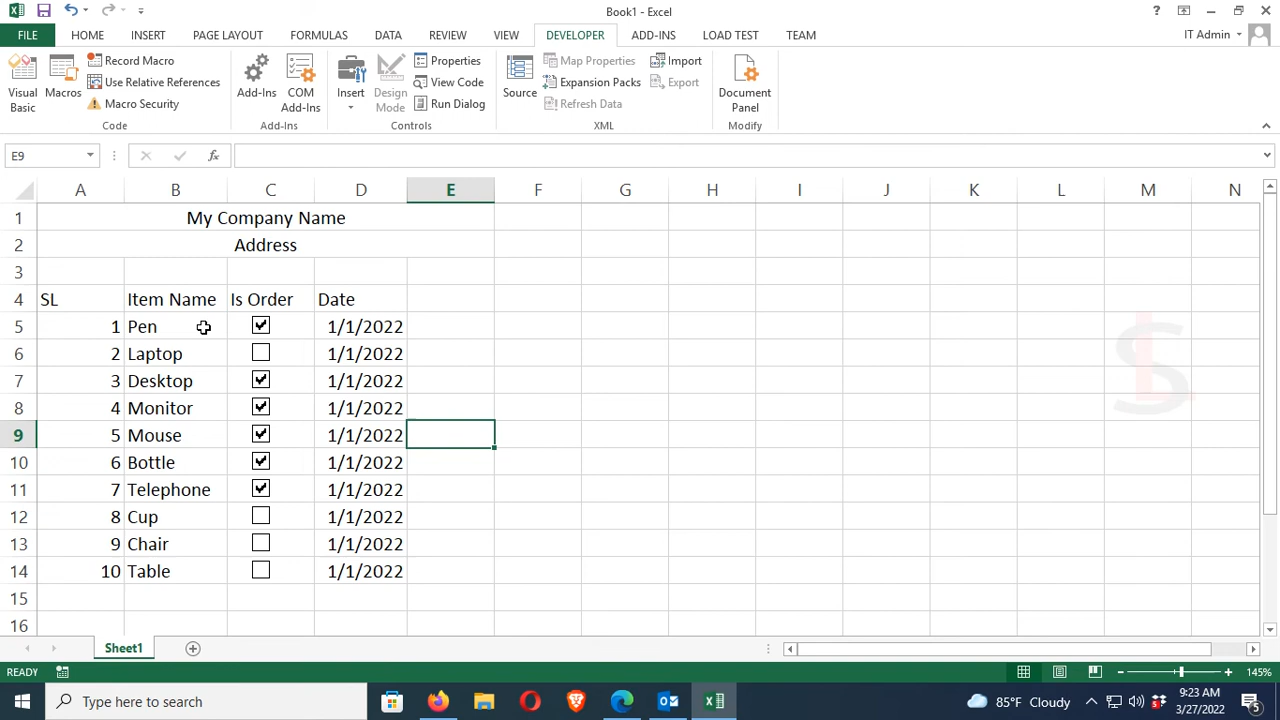 Book1 - Excel
FILE HOME INSERT PAGE LAYOUT FORMULAS DATA REVIEW VIEW DEVELOPER ADD-INS LOAD TEST TEAM IT Admin
Visual Basic
Macros
Record Macro
Use Relative References
Macro Security
Code
Add-Ins
COM Add-Ins
Add-Ins
Insert
Design Mode
Properties
View Code
Run Dialog
Controls
Source
Map Properties
Expansion Packs
Refresh Data
Import
Export
XML
Document Panel
Modify
E9
A B C D E F G H I J K L M N
1 My Company Name
2 Address
3
4 SL Item Name Is Order Date
5 1 Pen 1/1/2022
6 2 Laptop 1/1/2022
7 3 Desktop 1/1/2022
8 4 Monitor 1/1/2022
9 5 Mouse 1/1/2022
10 6 Bottle 1/1/2022
11 7 Telephone 1/1/2022
12 8 Cup 1/1/2022
13 9 Chair 1/1/2022
14 10 Table 1/1/2022
15
16
Sheet1
READY 145%
Type here to search
85°F Cloudy
9:23 AM
3/27/2022
5